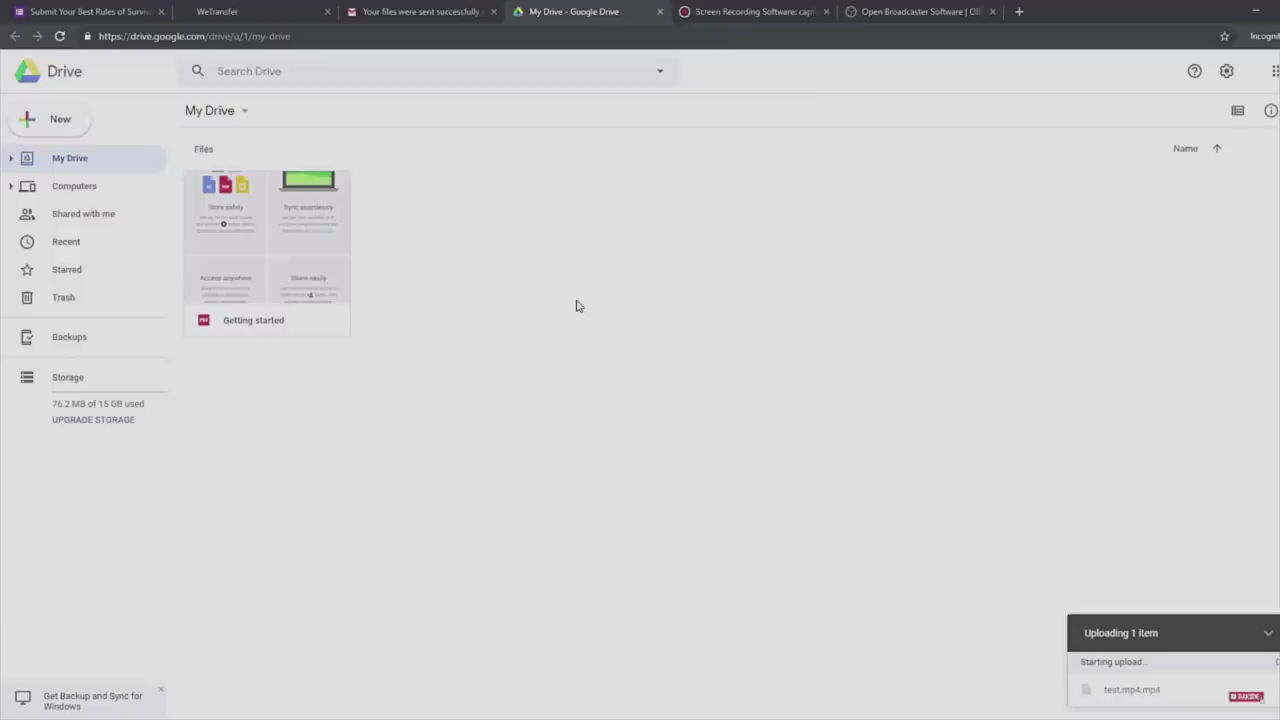 Submit Your Best Rules of Surviv
WeTransfer
Your files were sent successfully
My Drive - Google Drive
Screen Recording Software: capt
Open Broadcaster Software | OB
https://drive.google.com/drive/u/1/my-drive
Incognit
Drive
Search Drive
New
My Drive
Files
Name
My Drive
Computers
Shared with me
Recent
Starred
Trash
Backups
Storage
76.2 MB of 15 GB used
UPGRADE STORAGE
Store safely
Sync seamlessly
Access anywhere
Share easily
PDF
Getting started
Uploading 1 item
Starting upload...
test.mp4.mp4
Get Backup and Sync for
Windows